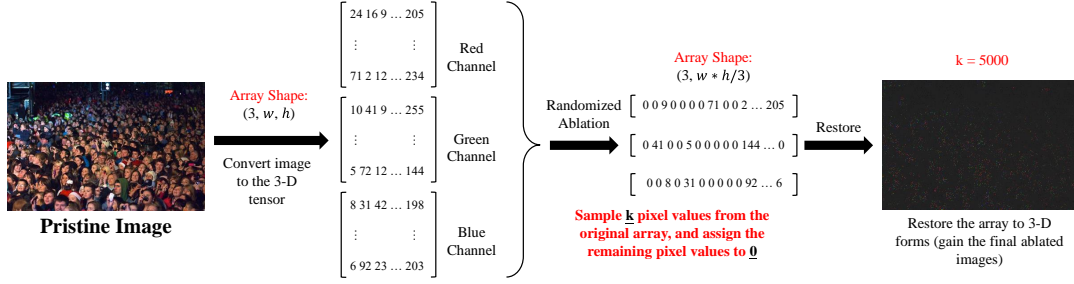 Pristine Image
Array Shape:
(3, w, h)
Convert image
to the 3-D
tensor
24 16 9 … 205
⋮ ⋮
71 2 12 … 234
Red
Channel
10 41 9 … 255
⋮ ⋮
5 72 12 … 144
Green
Channel
8 31 42 … 198
⋮ ⋮
6 92 23 … 203
Blue
Channel
Randomized
Ablation
Array Shape:
(3, w * h/3)
0 0 9 0 0 0 0 71 0 0 2 … 205
0 41 0 0 5 0 0 0 0 0 144 … 0
0 0 8 0 31 0 0 0 0 0 92 … 6
Sample k pixel values from the
original array, and assign the
remaining pixel values to 0
Restore
k = 5000
Restore the array to 3-D
forms (gain the final ablated
images)